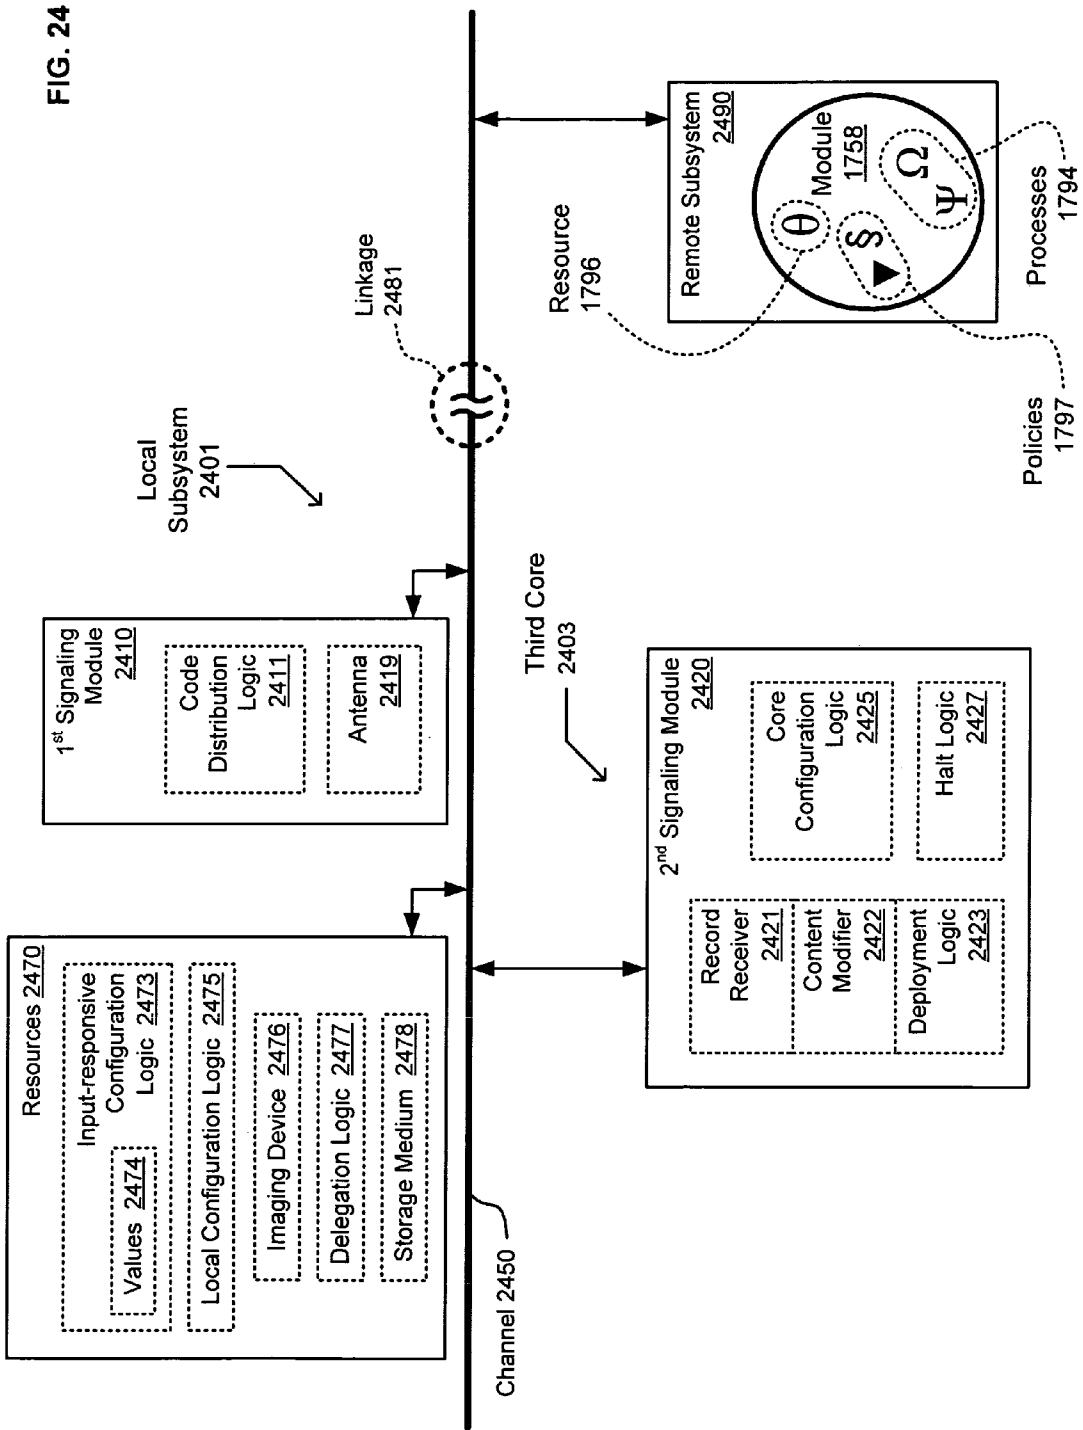 FIG. 24
Resources 2470
Input-responsive
Configuration
Logic 2473
Values 2474
Local Configuration Logic 2475
Imaging Device 2476
Delegation Logic 2477
Storage Medium 2478
1st Signaling
Module
2410
Code
Distribution
Logic
2411
Antenna
2419
Local
Subsystem
2401
Linkage
2481
Channel 2450
Third Core
2403
2nd Signaling Module
2420
Record
Receiver
2421
Content
Modifier
2422
Deployment
Logic
2423
Core
Configuration
Logic
2425
Halt Logic
2427
Remote Subsystem
2490
Module
1758
θ
§
Ψ Ω
Resource
1796
Policies
1797
Processes
1794